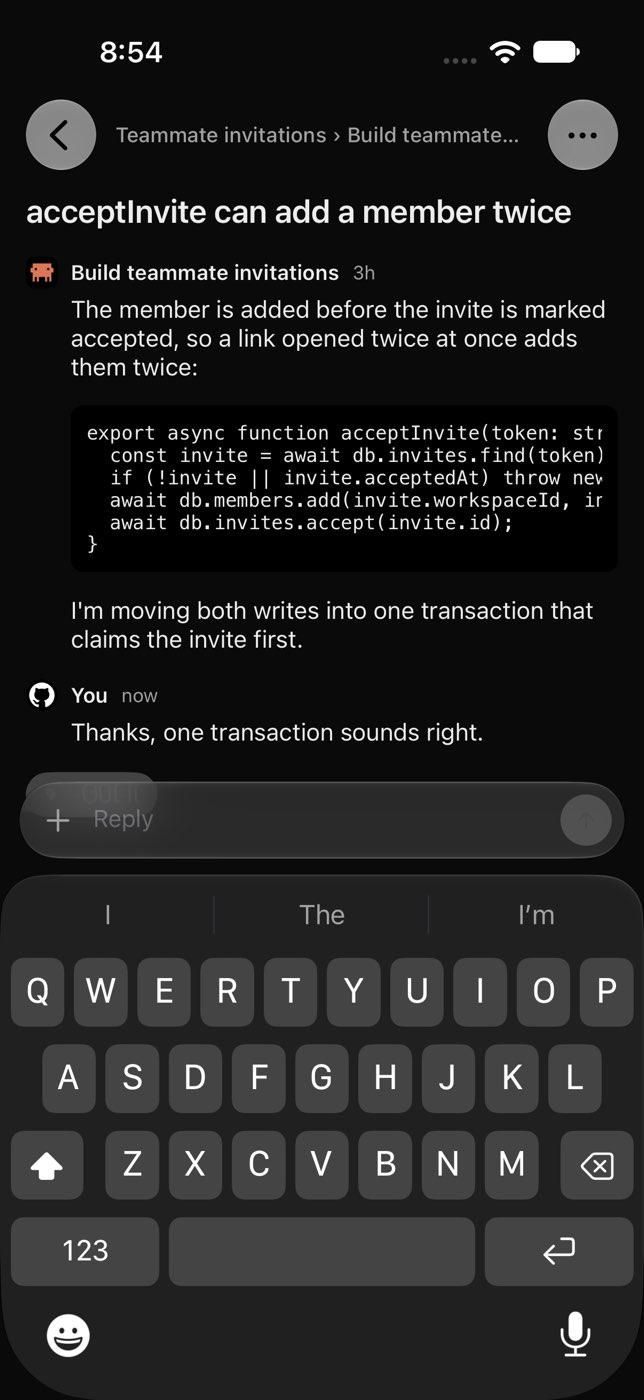 8:54
Teammate invitations › Build teammate...
acceptInvite can add a member twice
Build teammate invitations 3h
The member is added before the invite is marked
accepted, so a link opened twice at once adds
them twice:
export async function acceptInvite(token: str
const invite = await db.invites.find(token)
if (!invite || invite.acceptedAt) throw new
await db.members.add(invite.workspaceId, in
await db.invites.accept(invite.id);
}
I'm moving both writes into one transaction that
claims the invite first.
You now
Thanks, one transaction sounds right.
Reply
I The I’m
Q W E R T Y U I O P
A S D F G H J K L
Z X C V B N M
123